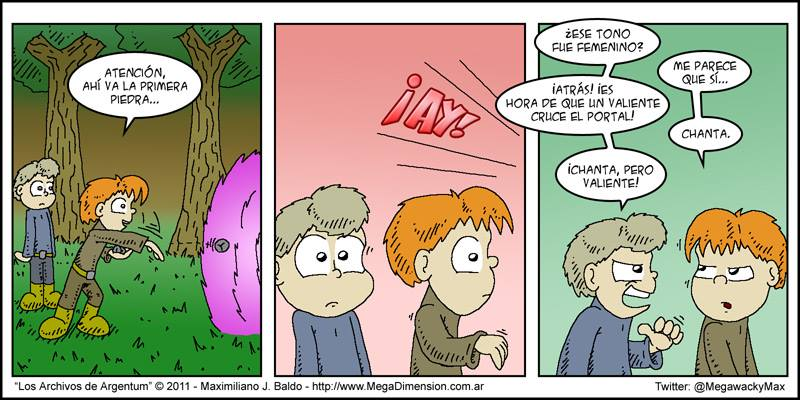 ATENCIÓN,
AHÍ VA LA PRIMERA
PIEDRA...
¡AY!
¿ESE TONO
FUE FEMENINO?
ME PARECE
QUE SÍ...
¡ATRÁS! ¡ES
HORA DE QUE UN VALIENTE
CRUCE EL PORTAL!
CHANTA.
¡CHANTA, PERO
VALIENTE!
"Los Archivos de Argentum" © 2011 - Maximiliano J. Baldo - http://www.MegaDimension.com.ar
Twitter: @MegawackyMax